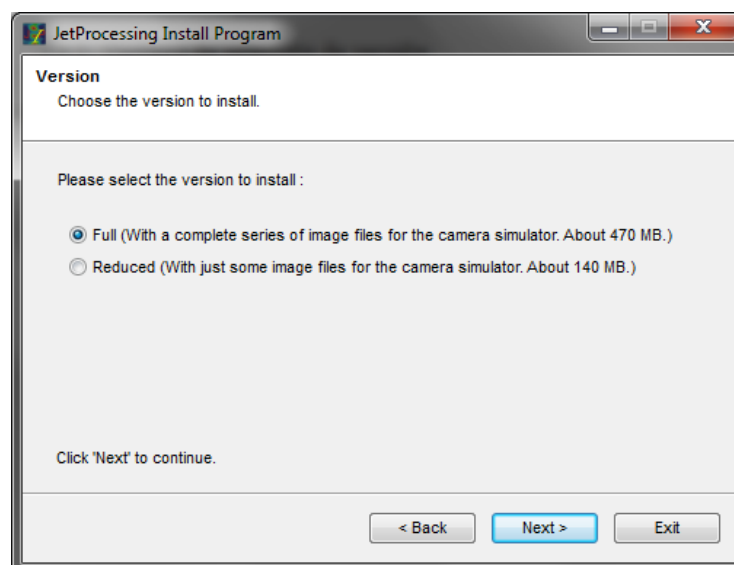 JetProcessing Install Program
Version
Choose the version to install.
Please select the version to install :
Full (With a complete series of image files for the camera simulator. About 470 MB.)
Reduced (With just some image files for the camera simulator. About 140 MB.)
Click 'Next' to continue.
< Back Next > Exit